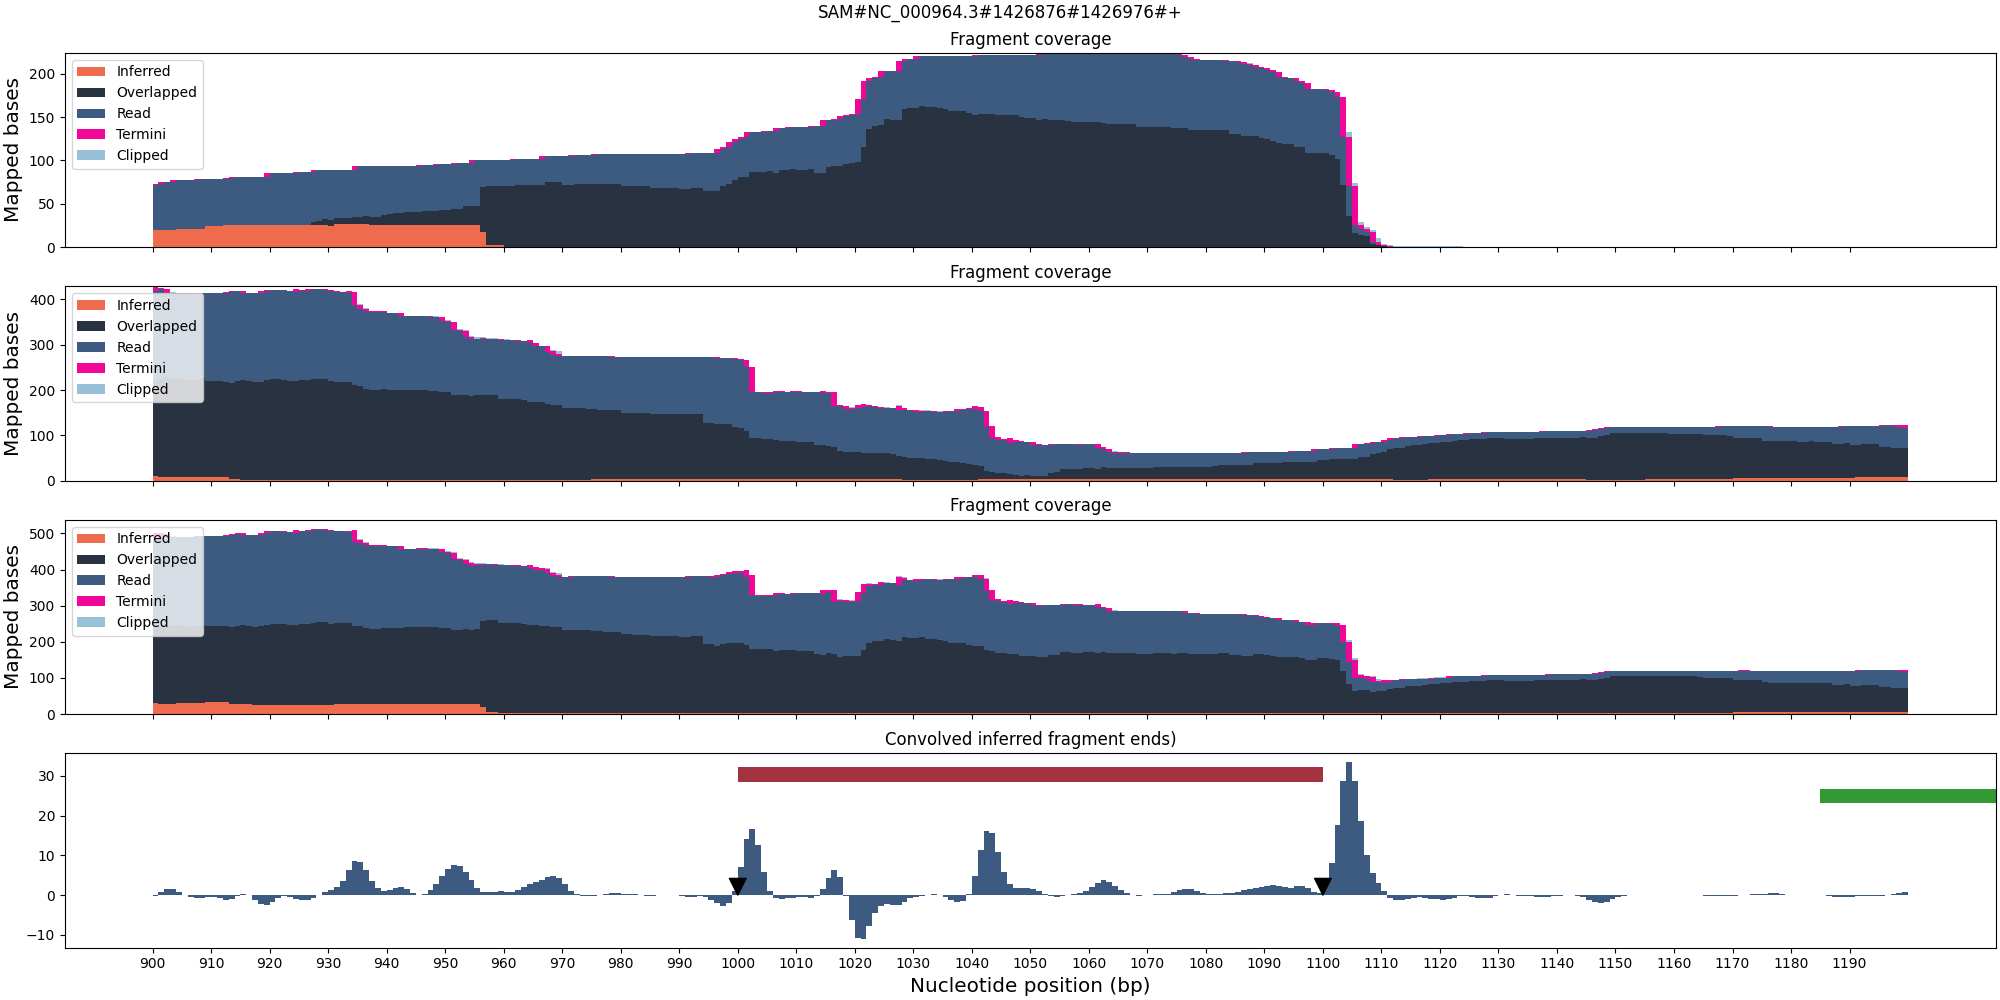 SAM#NC_000964.3#1426876#1426976#+
Fragment coverage
Mapped bases
200
150
100
50
0
Inferred
Overlapped
Read
Termini
Clipped
Fragment coverage
Mapped bases
400
300
200
100
0
Inferred
Overlapped
Read
Termini
Clipped
Fragment coverage
Mapped bases
500
400
300
200
100
0
Inferred
Overlapped
Read
Termini
Clipped
Convolved inferred fragment ends)
30
20
10
0
−10
900 910 920 930 940 950 960 970 980 990 1000 1010 1020 1030 1040 1050 1060 1070 1080 1090 1100 1110 1120 1130 1140 1150 1160 1170 1180 1190
Nucleotide position (bp)